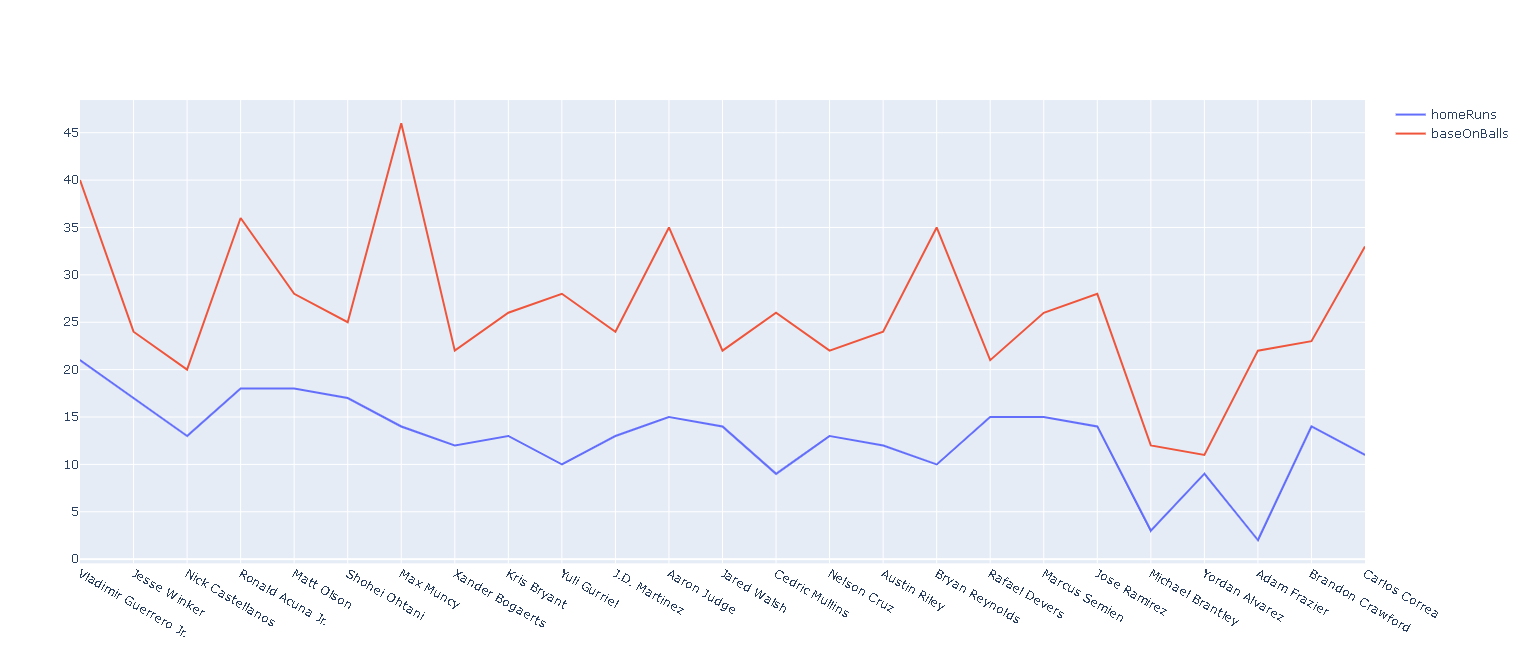 homeRuns
baseOnBalls
45
40
35
30
25
20
15
10
5
0
Vladimir Guerrero Jr.
Jesse Winker
Nick Castellanos
Ronald Acuna Jr.
Matt Olson
Shohei Ohtani
Max Muncy
Xander Bogaerts
Kris Bryant
Yuli Gurriel
J.D. Martinez
Aaron Judge
Jared Walsh
Cedric Mullins
Nelson Cruz
Austin Riley
Bryan Reynolds
Rafael Devers
Marcus Semien
Jose Ramirez
Michael Brantley
Yordan Alvarez
Adam Frazier
Brandon Crawford
Carlos Correa